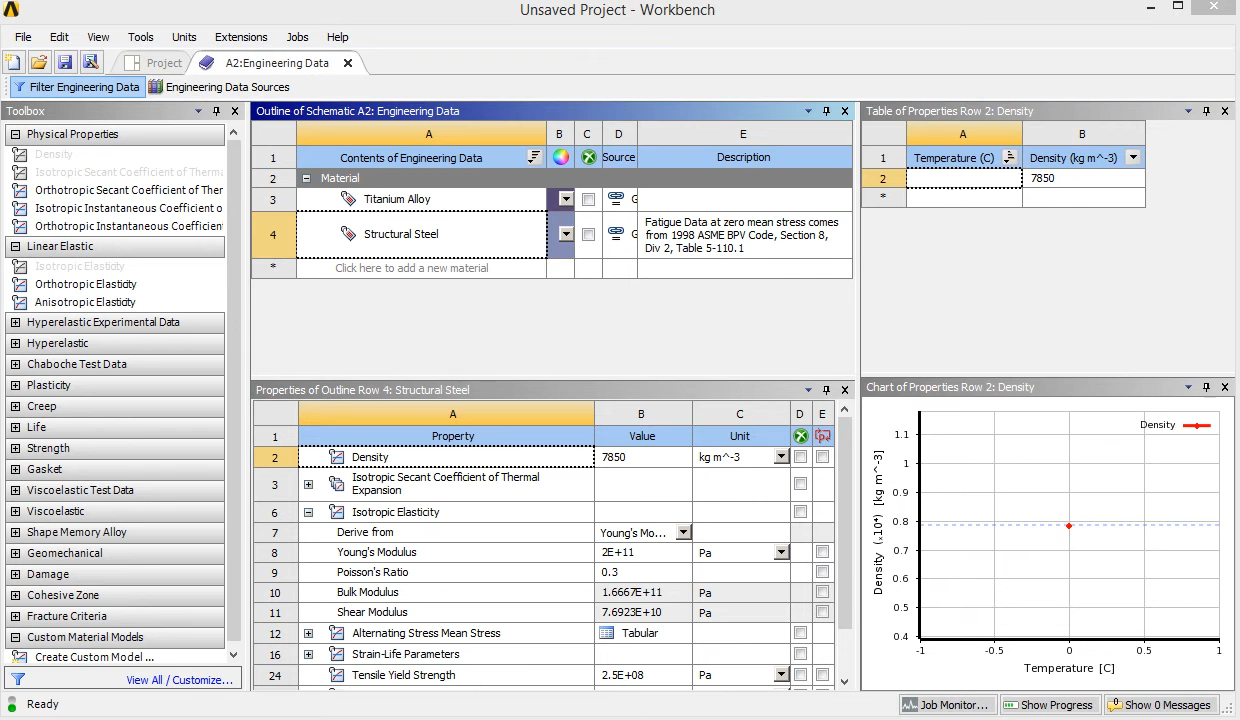 Unsaved Project - Workbench
File Edit View Tools Units Extensions Jobs Help
Project A2:Engineering Data
Filter Engineering Data Engineering Data Sources
Toolbox
Physical Properties
Density
Isotropic Secant Coefficient of Therma
Orthotropic Secant Coefficient of Ther
Isotropic Instantaneous Coefficient o
Orthotropic Instantaneous Coefficient
Linear Elastic
Isotropic Elasticity
Orthotropic Elasticity
Anisotropic Elasticity
Hyperelastic Experimental Data
Hyperelastic
Chaboche Test Data
Plasticity
Creep
Life
Strength
Gasket
Viscoelastic Test Data
Viscoelastic
Shape Memory Alloy
Geomechanical
Damage
Cohesive Zone
Fracture Criteria
Custom Material Models
Create Custom Model ...
View All / Customize...
Outline of Schematic A2: Engineering Data
A B C D E
1 Contents of Engineering Data Source Description
2 Material
3 Titanium Alloy G
4 Structural Steel G Fatigue Data at zero mean stress comes
from 1998 ASME BPV Code, Section 8,
Div 2, Table 5-110.1
* Click here to add a new material
Properties of Outline Row 4: Structural Steel
A B C D E
1 Property Value Unit
2 Density 7850 kg m^-3
3 Isotropic Secant Coefficient of Thermal
Expansion
6 Isotropic Elasticity
7 Derive from Young's Mo...
8 Young's Modulus 2E+11 Pa
9 Poisson's Ratio 0.3
10 Bulk Modulus 1.6667E+11 Pa
11 Shear Modulus 7.6923E+10 Pa
12 Alternating Stress Mean Stress Tabular
16 Strain-Life Parameters
24 Tensile Yield Strength 2.5E+08 Pa
Table of Properties Row 2: Density
A B
1 Temperature (C) Density (kg m^-3)
2 7850
*
Chart of Properties Row 2: Density
Density
1.1
1
0.9
0.8
0.7
0.6
0.5
0.4
Density (x10⁴) [kg m^-3]
-1 -0.5 0 0.5 1
Temperature [C]
Ready
Job Monitor... Show Progress Show 0 Messages